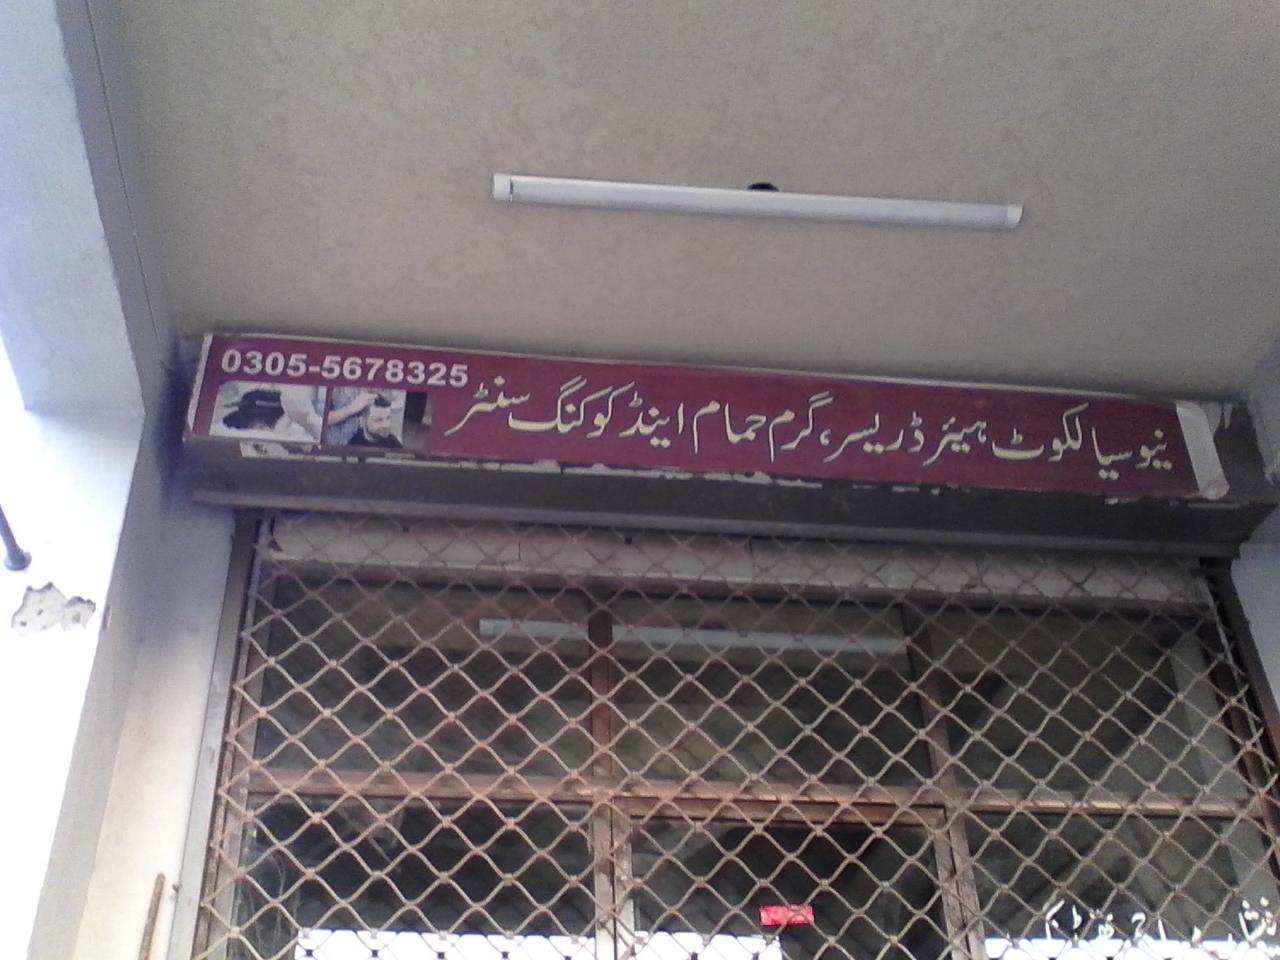 0305-5678325
نیو سیالکوٹ ہیئر ڈریسر، گرم حمام اینڈ کوکنگ سنٹر